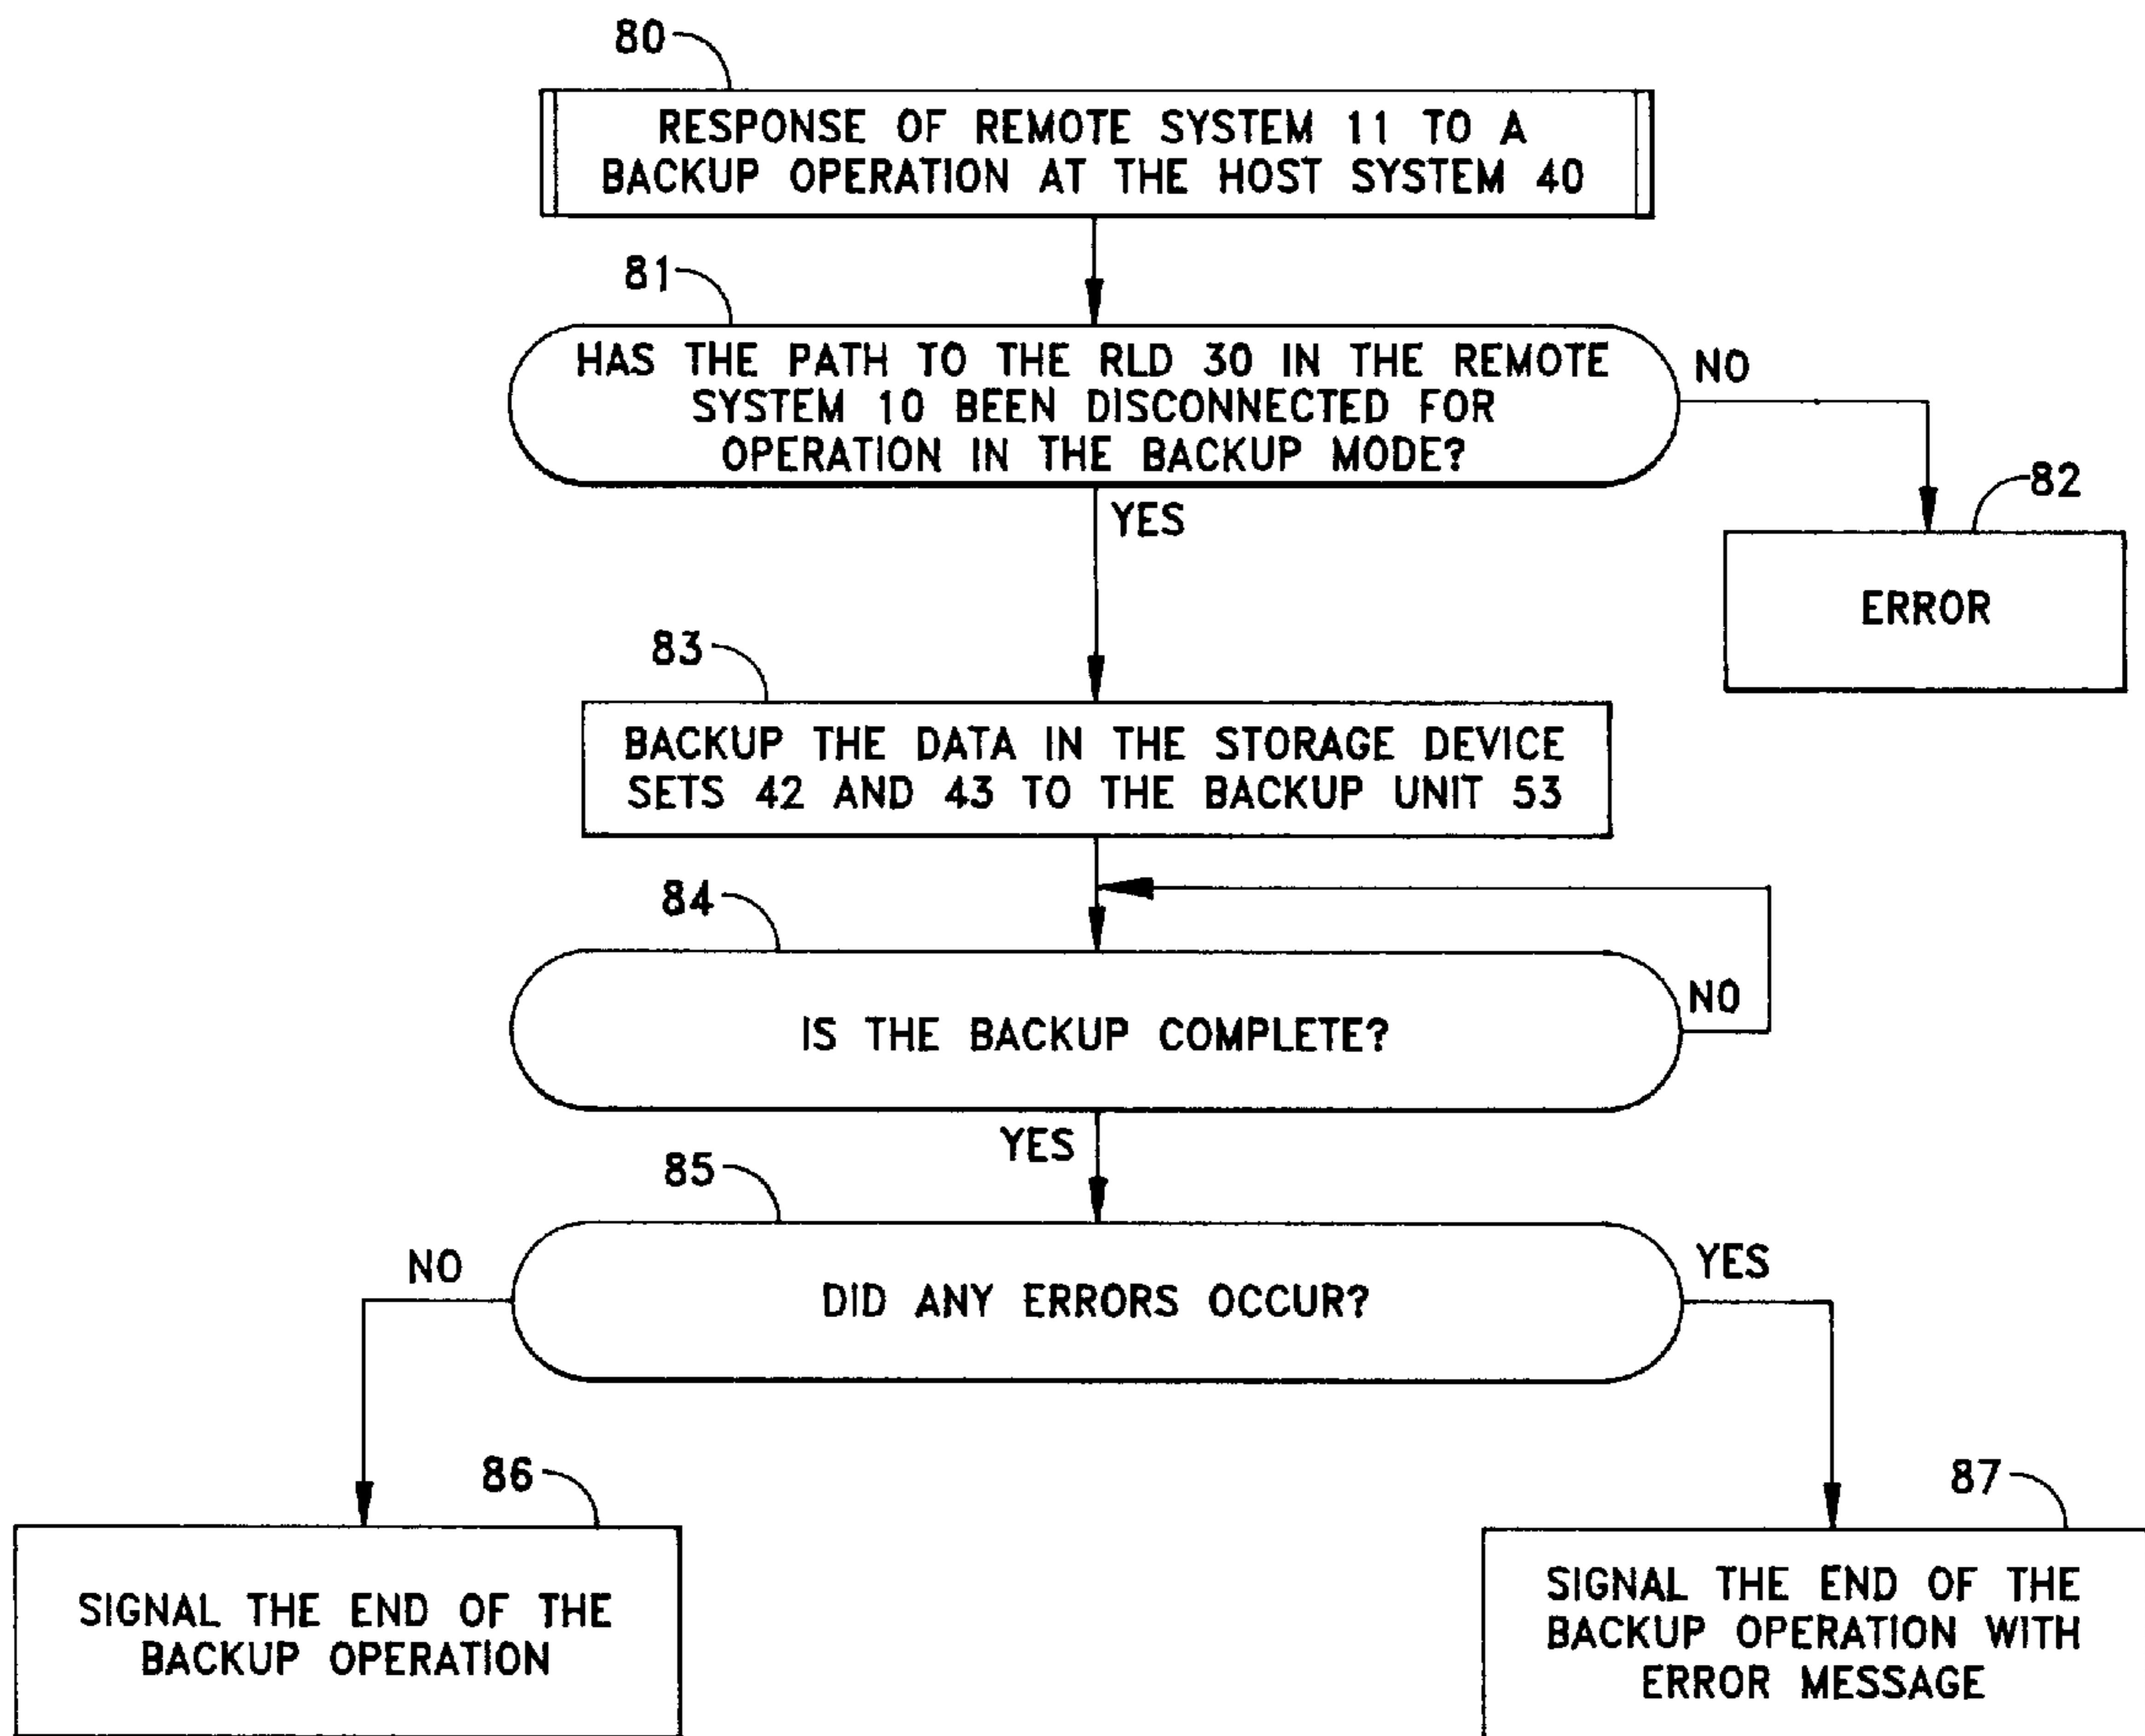 80
RESPONSE OF REMOTE SYSTEM 11 TO A
BACKUP OPERATION AT THE HOST SYSTEM 40
81
HAS THE PATH TO THE RLD 30 IN THE REMOTE
SYSTEM 10 BEEN DISCONNECTED FOR
OPERATION IN THE BACKUP MODE?
NO
YES
82
ERROR
83
BACKUP THE DATA IN THE STORAGE DEVICE
SETS 42 AND 43 TO THE BACKUP UNIT 53
84
IS THE BACKUP COMPLETE?
NO
YES
85
DID ANY ERRORS OCCUR?
NO
YES
86
SIGNAL THE END OF THE
BACKUP OPERATION
87
SIGNAL THE END OF THE
BACKUP OPERATION WITH
ERROR MESSAGE